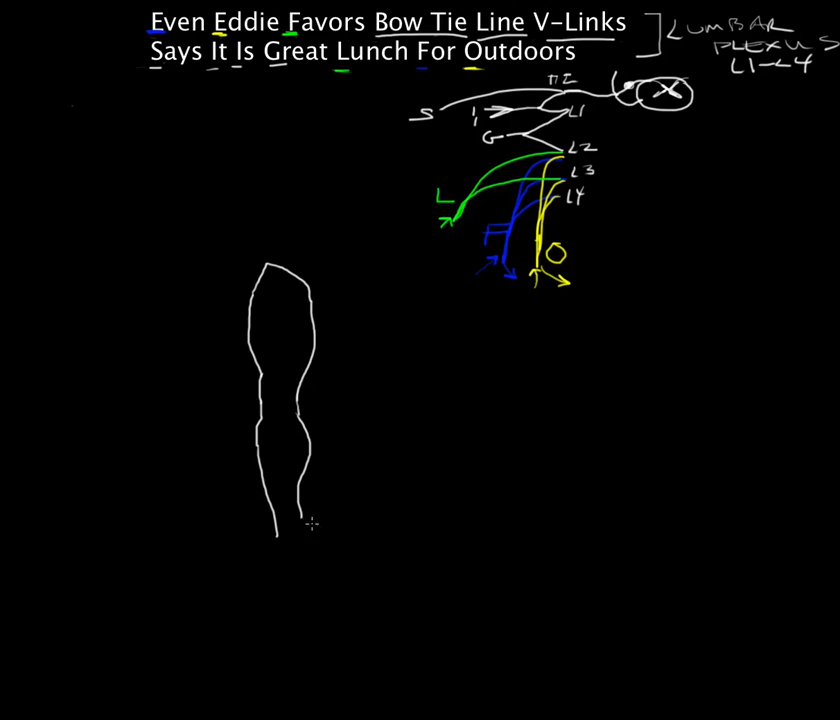 Even Eddie Favors Bow Tie Line V-Links
Says It Is Great Lunch For Outdoors
LUMBAR
PLEXUS
L1-L4
S
I
I
G
L1
L2
L3
L4
L
F
O